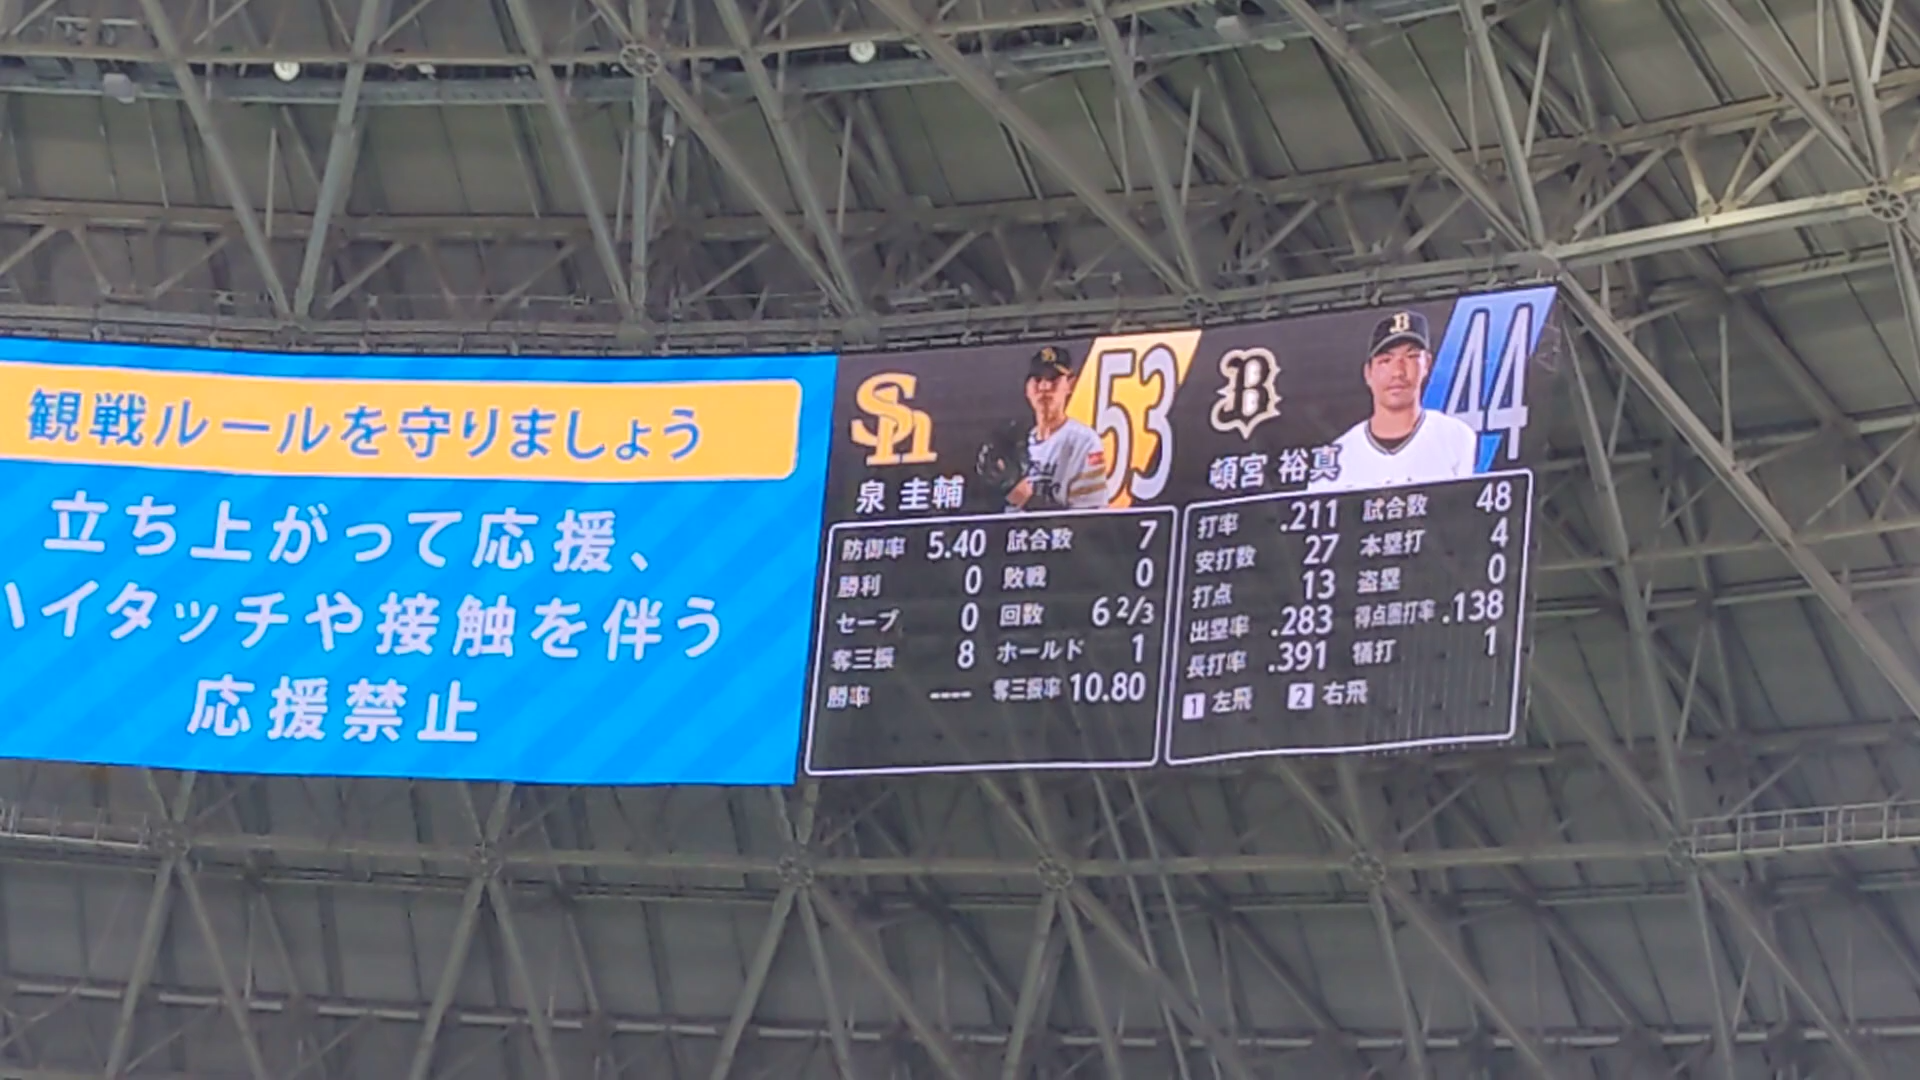 観戦ルールを守りましょう
立ち上がって応援、
ハイタッチや接触を伴う
応援禁止
Sh
53
泉 圭輔
防御率 5.40 試合数 7
勝利 0 敗戦 0
セーブ 0 回数 6 2/3
奪三振 8 ホールド 1
勝率 ---- 奪三振率 10.80
B
44
頓宮 裕真
打率 .211 試合数 48
安打数 27 本塁打 4
打点 13 盗塁 0
出塁率 .283 得点圏打率 .138
長打率 .391 犠打 1
1 左飛 2 右飛